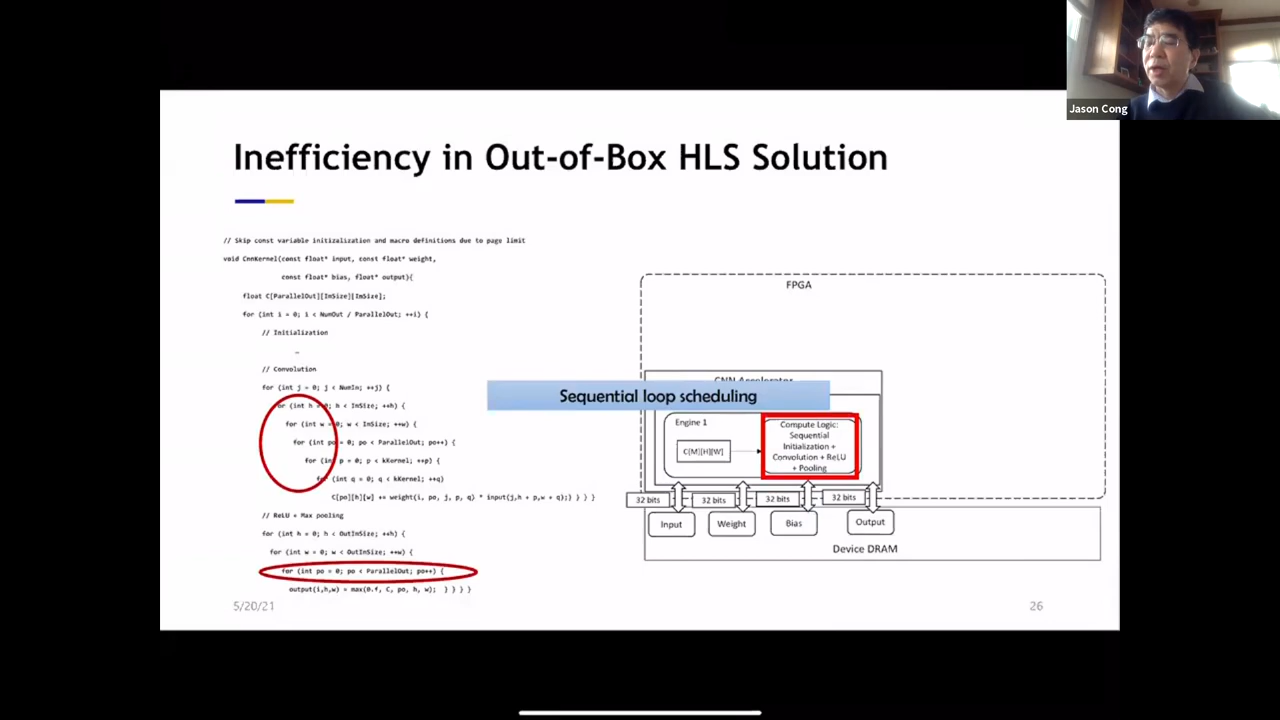 Jason Cong
Inefficiency in Out-of-Box HLS Solution
// Skip const variable initizalization and macro definitions due to page limit
void CnnKernel(const float* input, const float* weight,
const float* bias, float* output){
float C[ParallelOut][InSize][ImSize];
for (int i = 0; i < NumOut / ParallelOut; ++i) {
// Initialization
…
// Convolution
for (int j = 0; j < NumIn; ++j) {
for (int h = 0; h < InSize; ++h) {
for (int w = 0; w < InSize; ++w) {
for (int po = 0; po < ParallelOut; po++) {
for (int p = 0; p < kKernel; ++p) {
for (int q = 0; q < kKernel; ++q)
C[po][h][w] += weight(i, po, j, p, q) * input(j,h + p,w + q);} } } }
// ReLU + Max pooling
for (int h = 0; h < OutInSize; ++h) {
for (int w = 0; w < OutInSize; ++w) {
for (int po = 0; po < ParallelOut; po++) {
output(i,h,w) = max(0.f, C, po, h, w); } } } }
Sequential loop scheduling
FPGA
CNN Accelerator
Engine 1
C[M][H][W]
Compute Logic:
Sequential
Initialization +
Convolution + ReLU
+ Pooling
32 bits
32 bits
32 bits
32 bits
Input
Weight
Bias
Output
Device DRAM
5/20/21
26